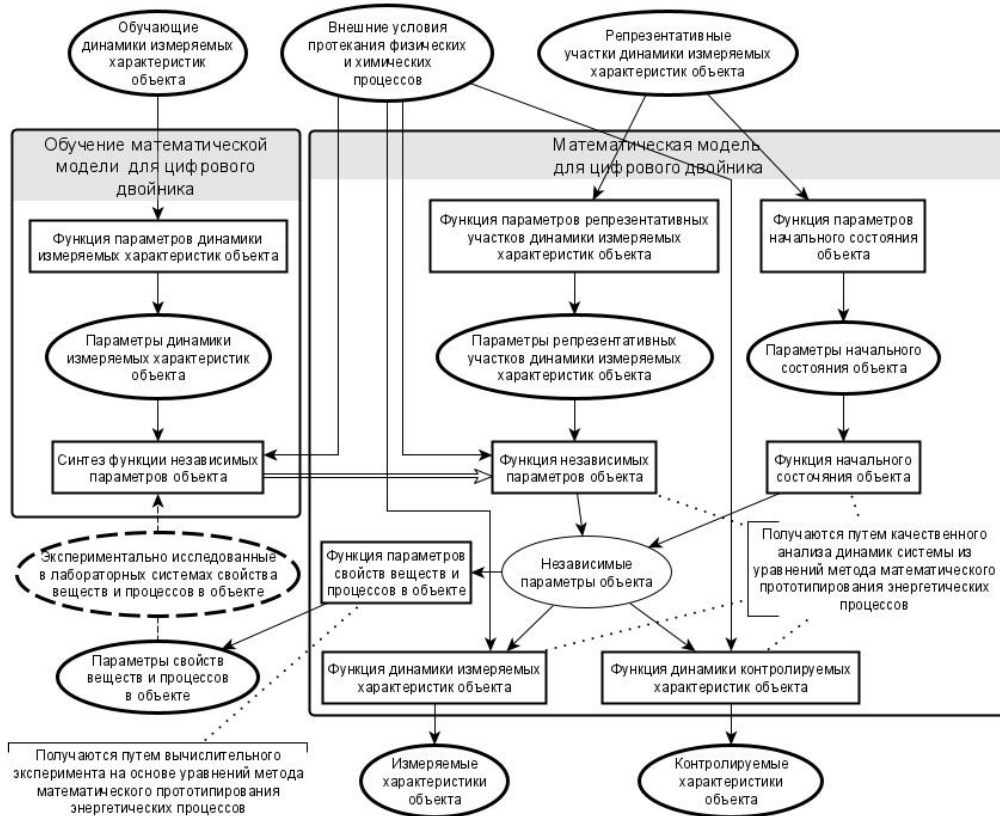 Обучающие
динамики измеряемых
характеристик
объекта
Внешние условия
протекания физических
и химических
процессов
Репрезентативные
участки динамики измеряемых
характеристик объекта
Обучение математической
модели для цифрового
двойника
Математическая модель
для цифрового двойника
Функция параметров динамики
измеряемых характеристик объекта
Функция параметров репрезентативных
участков динамики измеряемых
характеристик объекта
Функция параметров
начального состояния
объекта
Параметры динамики
измеряемых характеристик
объекта
Параметры репрезентативных
участков динамики измеряемых
характеристик объекта
Параметры начального
состояния объекта
Синтез функции независимых
параметров объекта
Функция независимых
параметров объекта
Функция начального
состочяния объекта
Экспериментально исследованные
в лабораторных системах свойства
веществ и процессов в объекте
Функция параметров
свойств веществ и
процессов в объекте
Независимые
параметры объекта
Получаются путем качественного
анализа динамик системы из
уравнений метода математического
прототипирования энергетических
процессов
Параметры свойств
веществ и процессов
в объекте
Функция динамики измеряемых
характеристик объекта
Функция динамики контролируемых
характеристик объекта
Получаются путем вычислительного
эксперимента на основе уравнений метода
математического прототипирования
энергетических процессов
Измеряемые
характеристики
объекта
Контролируемые
характеристики
объекта